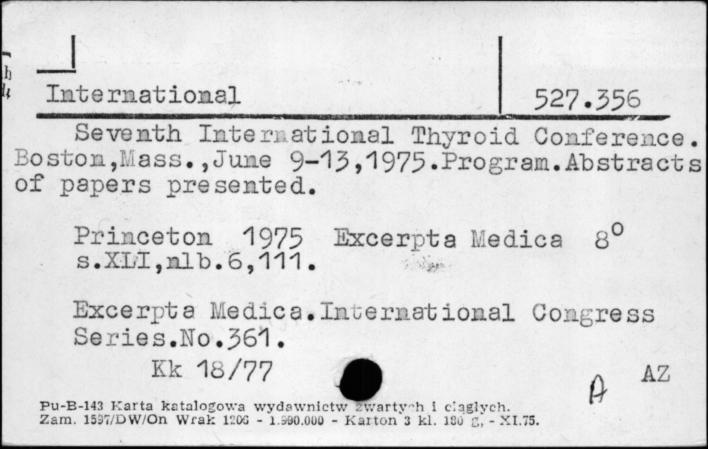 International 527.356
Seventh International Thyroid Conference.
Boston,Mass.,June 9-13,1975.Program.Abstracts
of papers presented.
Princeton 1975 Excerpta Medica 8°
s.XLI,nlb.6,111.
Excerpta Medica.International Congress
Series.No.361.
Kk 18/77
A AZ
Pu-B-143 Karta katalogowa wydawnictw zwartych i ciągłych.
Zam. 1597/DW/On Wrak 1206 - 1.990.000 - Karton 3 kl. 180 g, - XI.75.